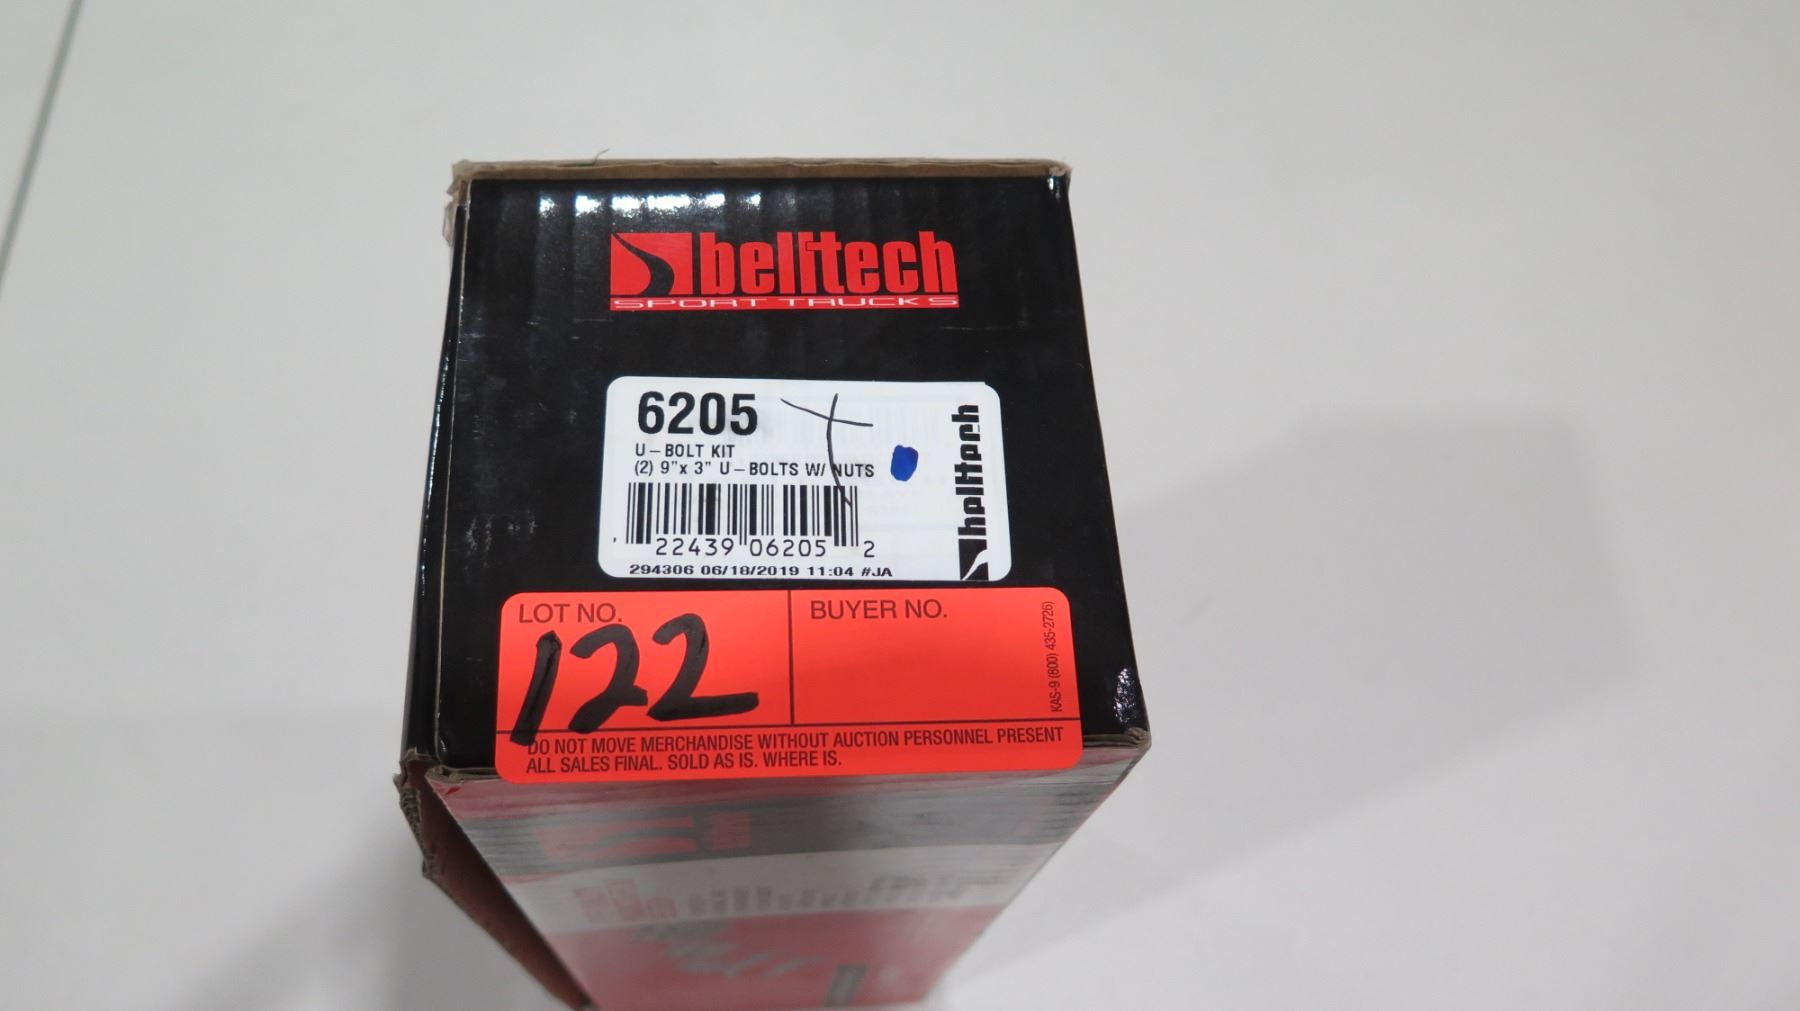 belltech
SPORT TRUCKS
6205
U-BOLT KIT
(2) 9"x 3" U-BOLTS W/ NUTS
belltech
22439 06205 2
294306 06/18/2019 11:04 #JA
LOT NO.
122
BUYER NO.
KAS-9 (800) 435-2726)
DO NOT MOVE MERCHANDISE WITHOUT AUCTION PERSONNEL PRESENT
ALL SALES FINAL. SOLD AS IS. WHERE IS.